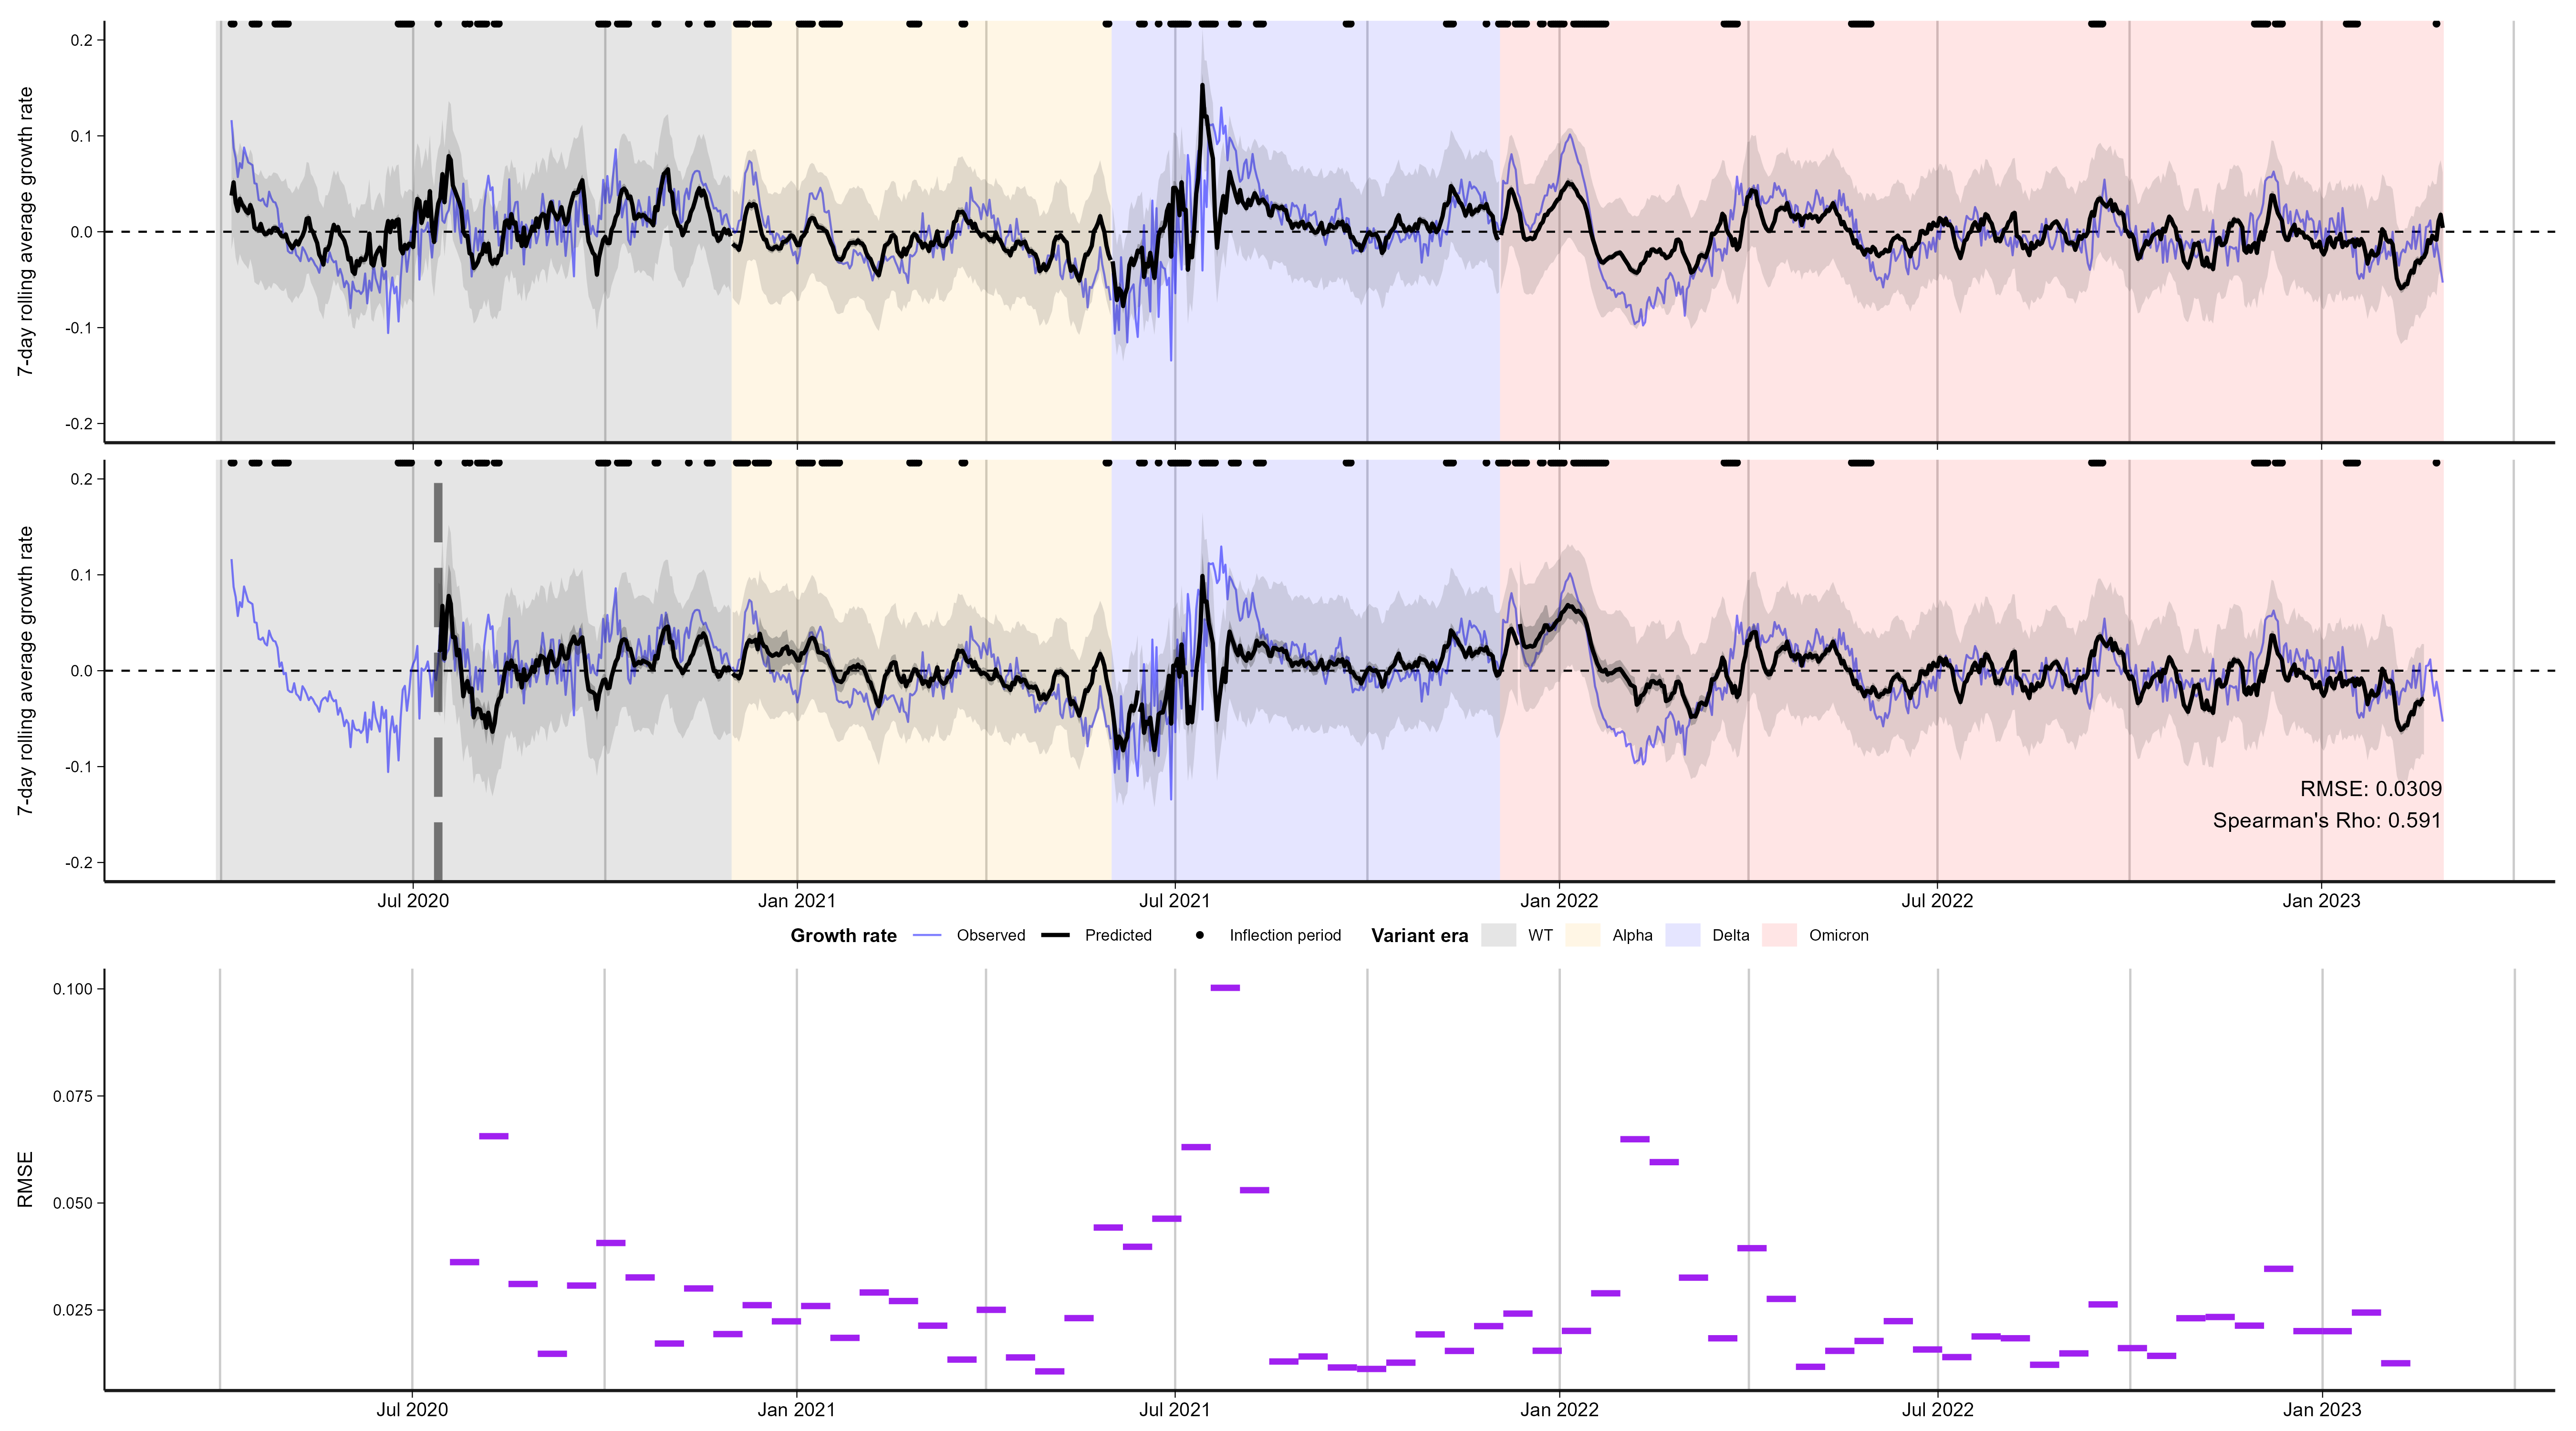 7-day rolling average growth rate
0.2
0.1
0.0
-0.1
-0.2
7-day rolling average growth rate
0.2
0.1
0.0
-0.1
-0.2
RMSE: 0.0309
Spearman's Rho: 0.591
Jul 2020 Jan 2021 Jul 2021 Jan 2022 Jul 2022 Jan 2023
Growth rate Observed Predicted Inflection period Variant era WT Alpha Delta Omicron
RMSE
0.100
0.075
0.050
0.025
Jul 2020 Jan 2021 Jul 2021 Jan 2022 Jul 2022 Jan 2023